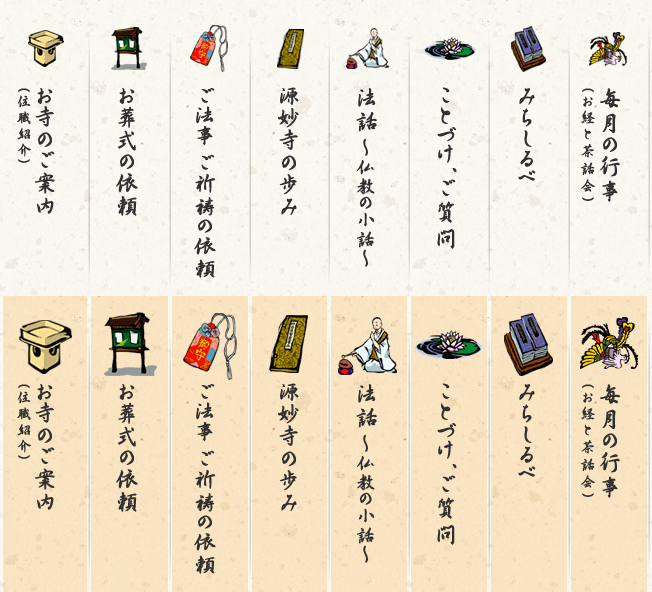 毎月の行事
(お経と茶話会)
みちしるべ
ことづけ、ご質問
法話 〜仏教の小話〜
源妙寺の歩み
ご法事 ご祈祷の依頼
お葬式の依頼
お寺のご案内
(住職紹介)
毎月の行事
(お経と茶話会)
みちしるべ
ことづけ、ご質問
法話 〜仏教の小話〜
源妙寺の歩み
ご法事 ご祈祷の依頼
お葬式の依頼
お寺のご案内
(住職紹介)